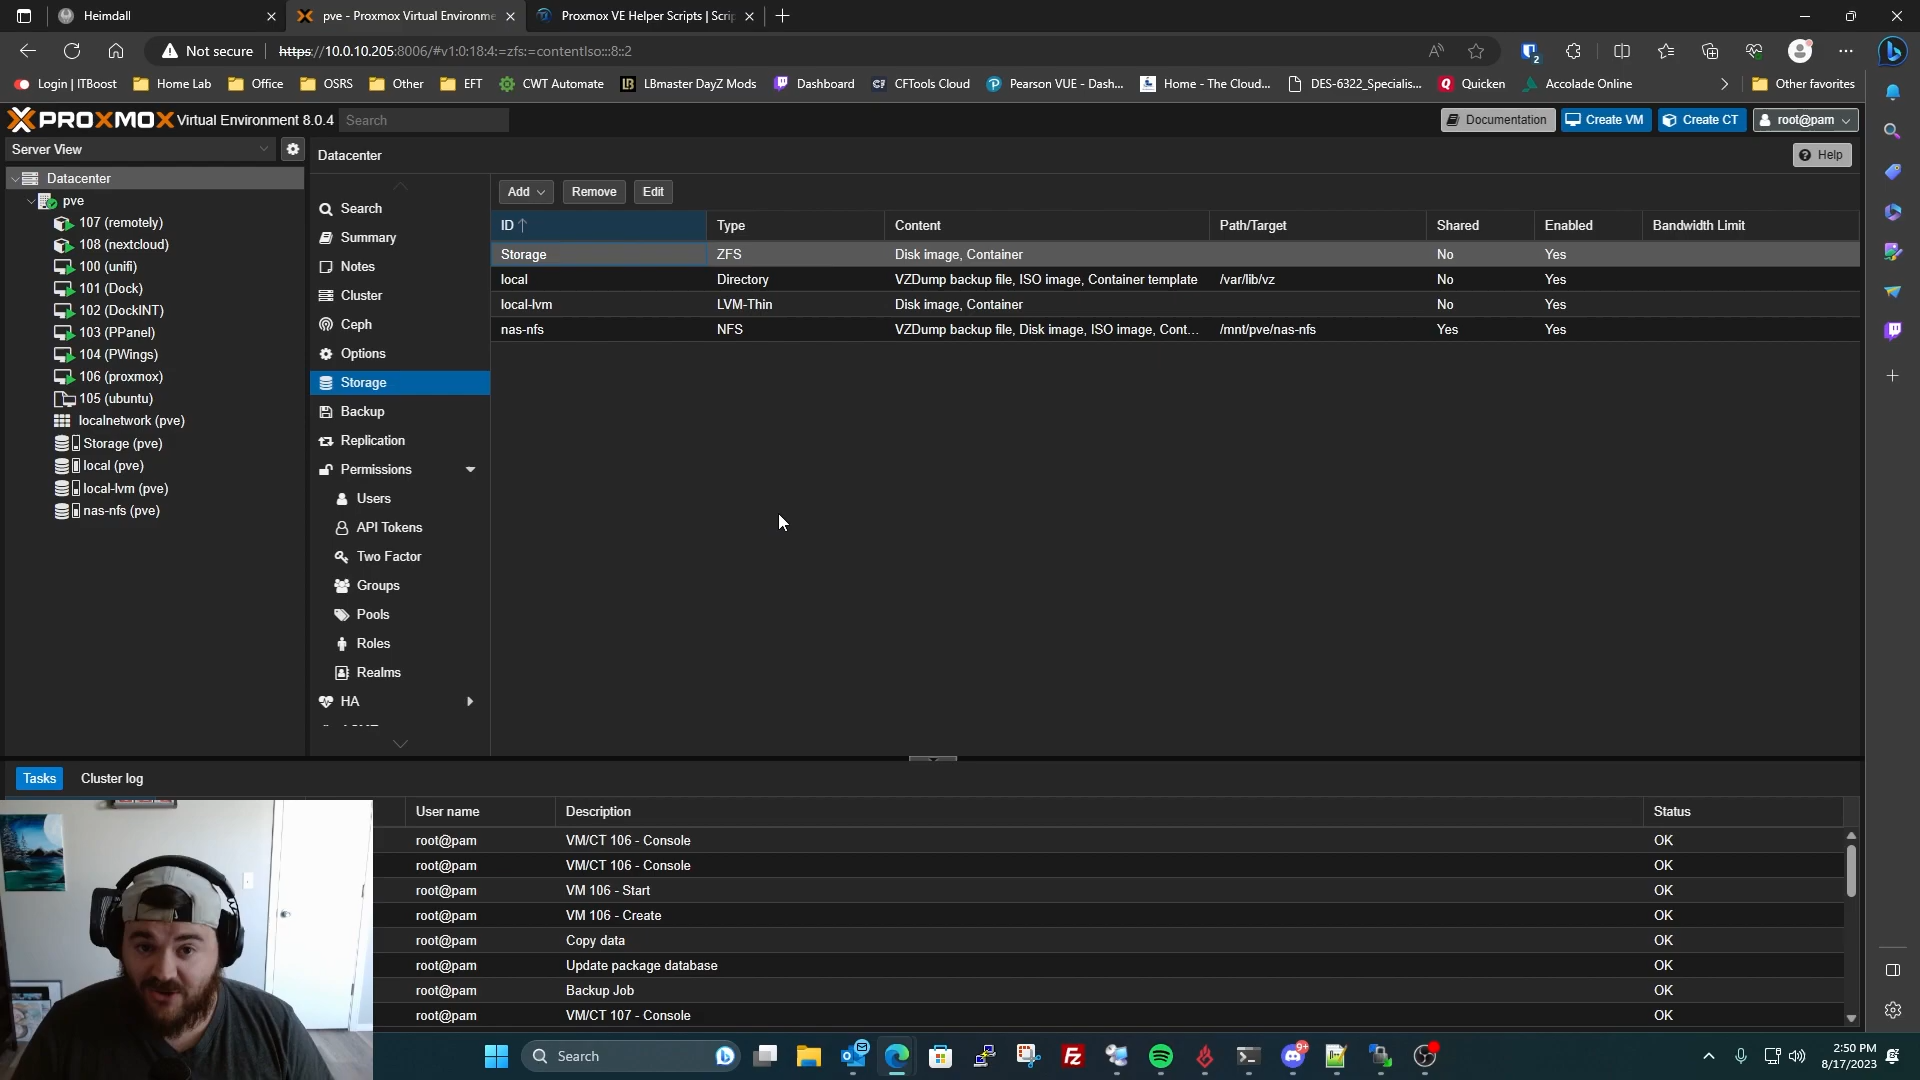 Heimdall
pve - Proxmox Virtual Environme
Proxmox VE Helper Scripts | Scrip
Not secure
https://10.0.10.205:8006/#v1:0:18:4:=zfs:=contentIso:::8::2
Login | ITBoost
Home Lab
Office
OSRS
Other
EFT
CWT Automate
LBmaster DayZ Mods
Dashboard
CFTools Cloud
Pearson VUE - Dash...
Home - The Cloud...
DES-6322_Specialis...
Quicken
Accolade Online
Other favorites
PROXMOX Virtual Environment 8.0.4
Search
Documentation
Create VM
Create CT
root@pam
Server View
Datacenter
Help
Datacenter
pve
107 (remotely)
108 (nextcloud)
100 (unifi)
101 (Dock)
102 (DockINT)
103 (PPanel)
104 (PWings)
106 (proxmox)
105 (ubuntu)
localnetwork (pve)
Storage (pve)
local (pve)
local-lvm (pve)
nas-nfs (pve)
Search
Summary
Notes
Cluster
Ceph
Options
Storage
Backup
Replication
Permissions
Users
API Tokens
Two Factor
Groups
Pools
Roles
Realms
HA
Add
Remove
Edit
ID Type Content Path/Target Shared Enabled Bandwidth Limit
Storage ZFS Disk image, Container No Yes
local Directory VZDump backup file, ISO image, Container template /var/lib/vz No Yes
local-lvm LVM-Thin Disk image, Container No Yes
nas-nfs NFS VZDump backup file, Disk image, ISO image, Cont... /mnt/pve/nas-nfs Yes Yes
Tasks
Cluster log
User name Description Status
root@pam VM/CT 106 - Console OK
root@pam VM/CT 106 - Console OK
root@pam VM 106 - Start OK
root@pam VM 106 - Create OK
root@pam Copy data OK
root@pam Update package database OK
root@pam Backup Job OK
root@pam VM/CT 107 - Console OK
Search
2:50 PM
8/17/2023